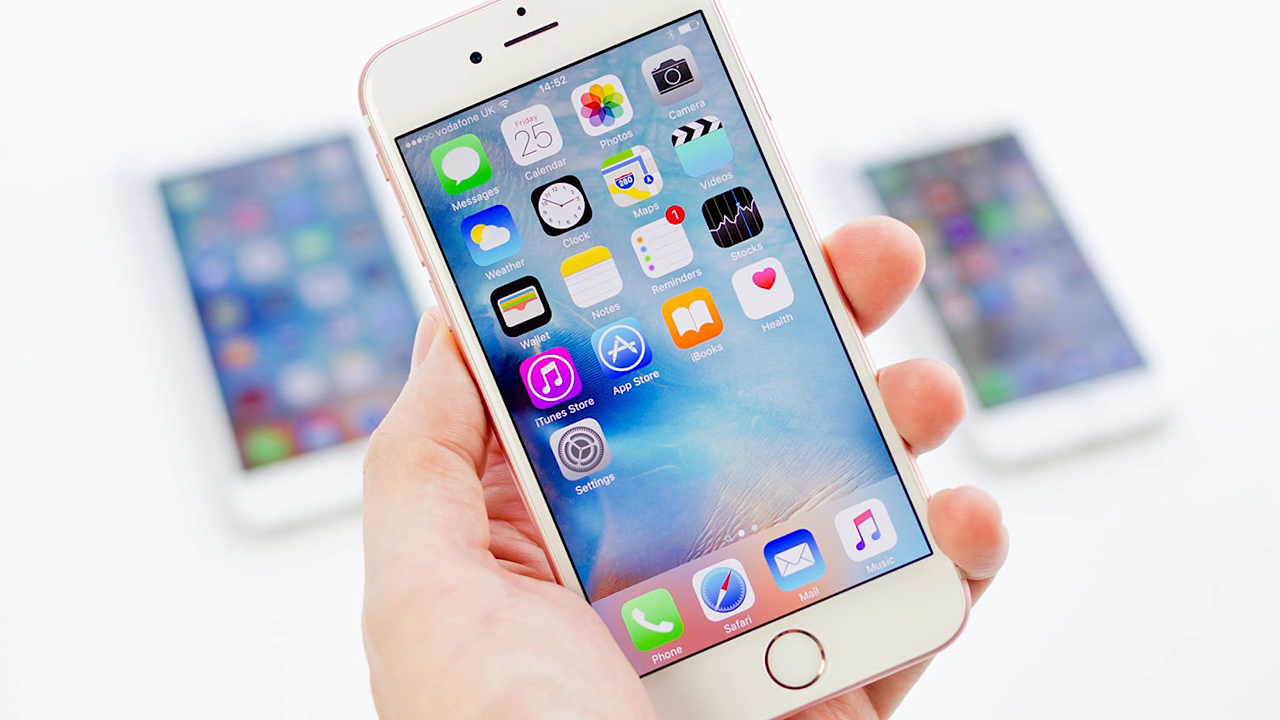 vodafone UK 14:52
Messages
Friday
25
Calendar
Photos
Camera
Weather
Clock
280
Maps
Videos
Wallet
Notes
1
Reminders
Stocks
iTunes Store
App Store
iBooks
Health
Settings
Phone
Safari
Mail
Music